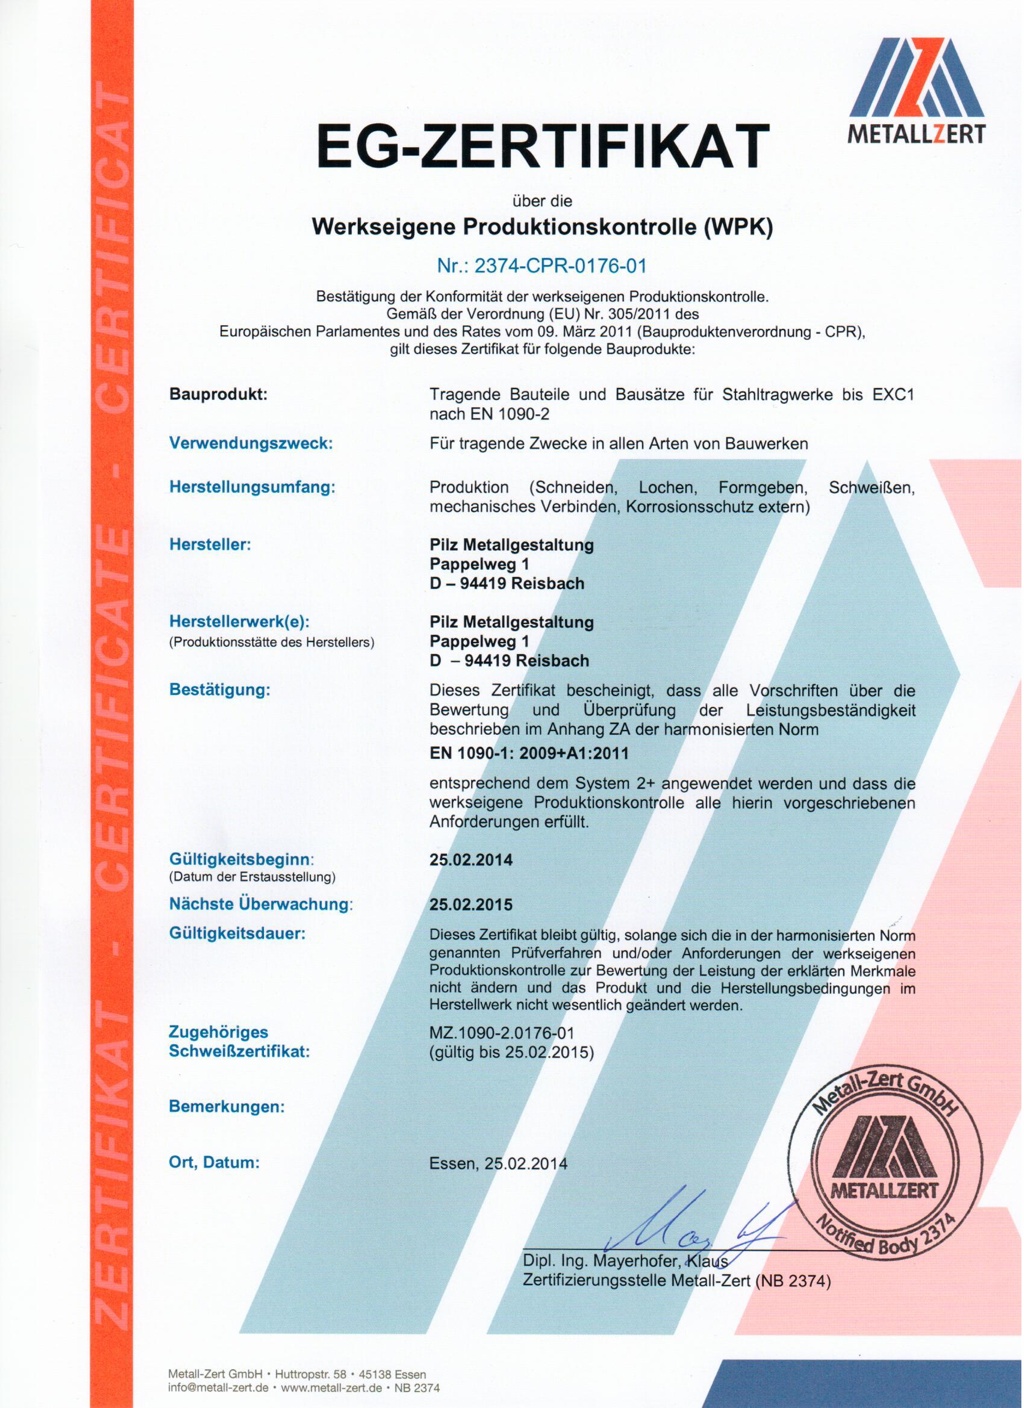 METALLZERT
EG-ZERTIFIKAT
über die
Werkseigene Produktionskontrolle (WPK)
Nr.: 2374-CPR-0176-01
Bestätigung der Konformität der werkseigenen Produktionskontrolle.
Gemäß der Verordnung (EU) Nr. 305/2011 des
Europäischen Parlamentes und des Rates vom 09. März 2011 (Bauproduktenverordnung - CPR),
gilt dieses Zertifikat für folgende Bauprodukte:
Bauprodukt: Tragende Bauteile und Bausätze für Stahltragwerke bis EXC1
nach EN 1090-2
Verwendungszweck: Für tragende Zwecke in allen Arten von Bauwerken
Herstellungsumfang: Produktion (Schneiden, Lochen, Formgeben, Schweißen,
mechanisches Verbinden, Korrosionsschutz extern)
Hersteller: Pilz Metallgestaltung
Pappelweg 1
D – 94419 Reisbach
Herstellerwerk(e): Pilz Metallgestaltung
(Produktionsstätte des Herstellers) Pappelweg 1
D – 94419 Reisbach
Bestätigung: Dieses Zertifikat bescheinigt, dass alle Vorschriften über die
Bewertung und Überprüfung der Leistungsbeständigkeit
beschrieben im Anhang ZA der harmonisierten Norm
EN 1090-1: 2009+A1:2011
entsprechend dem System 2+ angewendet werden und dass die
werkseigene Produktionskontrolle alle hierin vorgeschriebenen
Anforderungen erfüllt.
Gültigkeitsbeginn: 25.02.2014
(Datum der Erstausstellung)
Nächste Überwachung: 25.02.2015
Gültigkeitsdauer: Dieses Zertifikat bleibt gültig, solange sich die in der harmonisierten Norm
genannten Prüfverfahren und/oder Anforderungen der werkseigenen
Produktionskontrolle zur Bewertung der Leistung der erklärten Merkmale
nicht ändern und das Produkt und die Herstellungsbedingungen im
Herstellwerk nicht wesentlich geändert werden.
Zugehöriges MZ.1090-2.0176-01
Schweißzertifikat: (gültig bis 25.02.2015)
Bemerkungen:
Ort, Datum: Essen, 25.02.2014
Metall-Zert GmbH
METALLZERT
Notified Body 2374
Dipl. Ing. Mayerhofer, Klaus
Zertifizierungsstelle Metall-Zert (NB 2374)
Metall-Zert GmbH • Huttropstr. 58 • 45138 Essen
info@metall-zert.de • www.metall-zert.de • NB 2374
ZERTIFIKAT - CERTIFICATE - CERTIFICAT